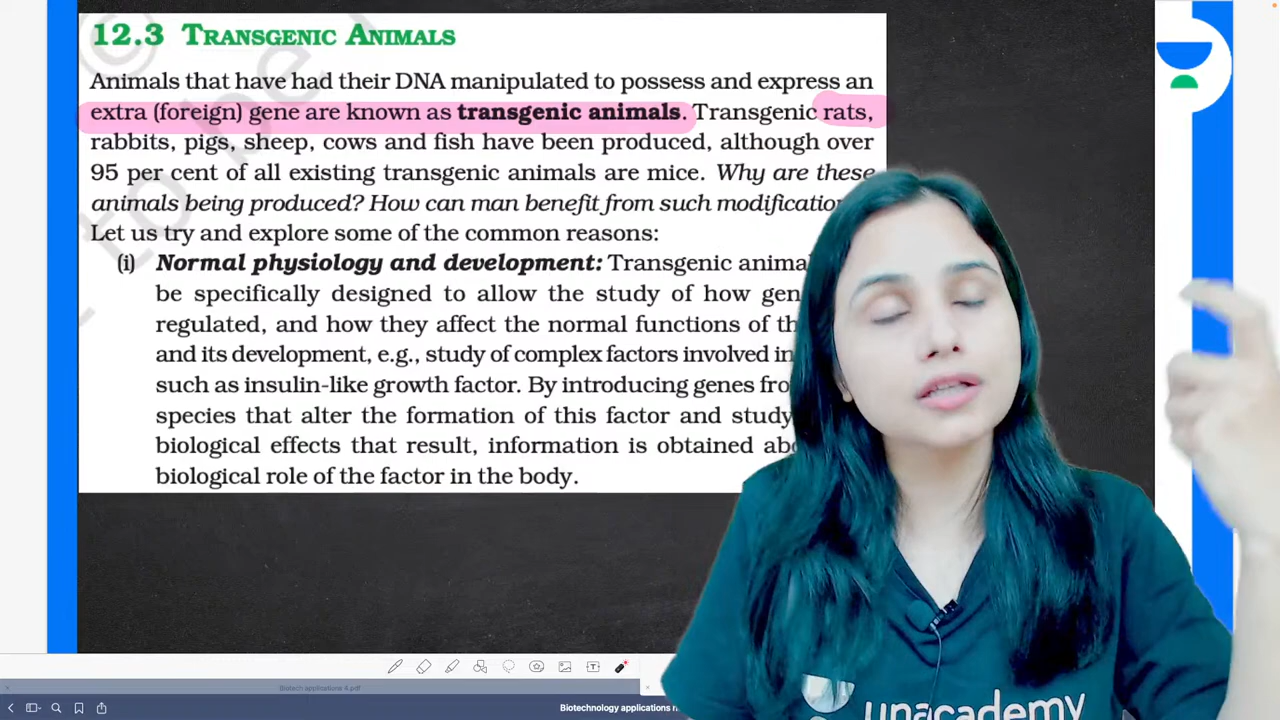 12.3 TRANSGENIC ANIMALS
Animals that have had their DNA manipulated to possess and express an
extra (foreign) gene are known as transgenic animals. Transgenic rats,
rabbits, pigs, sheep, cows and fish have been produced, although over
95 per cent of all existing transgenic animals are mice. Why are these
animals being produced? How can man benefit from such
Let us try and explore some of the common reasons:
(i) Normal physiology and development: Transgenic
be specifically designed to allow the study of how
regulated, and how they affect the normal functions of
and its development, e.g., study of complex factors involved in
such as insulin-like growth factor. By introducing genes
species that alter the formation of this factor and
biological effects that result, information is obtained
biological role of the factor in the body.
unacademy
Biotech applications 4.pdf
Biotechnology applications